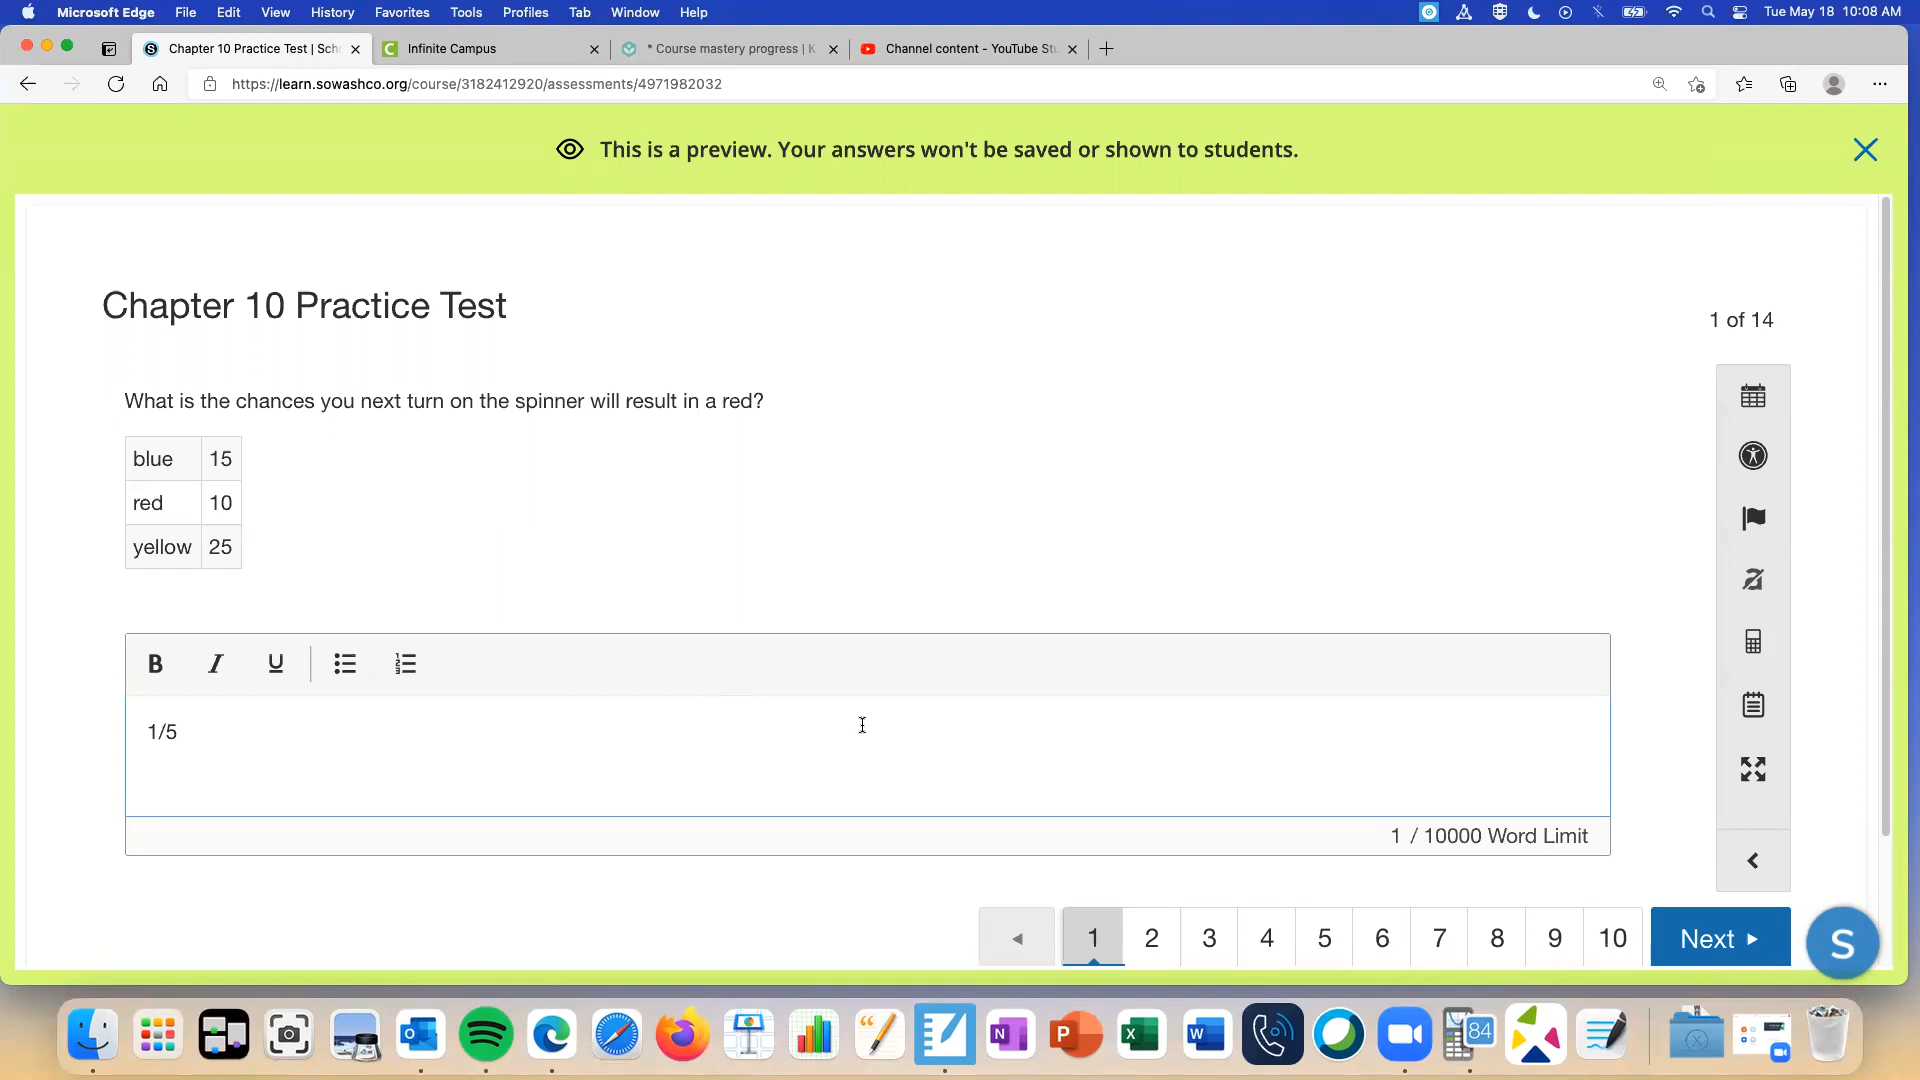 Microsoft Edge File Edit View History Favorites Tools Profiles Tab Window Help Tue May 18 10:08 AM
Chapter 10 Practice Test | Sch Infinite Campus * Course mastery progress | K Channel content - YouTube St
https://learn.sowashco.org/course/3182412920/assessments/4971982032
This is a preview. Your answers won't be saved or shown to students.
Chapter 10 Practice Test
1 of 14
What is the chances you next turn on the spinner will result in a red?
blue 15
red 10
yellow 25
B I U
1/5
1 / 10000 Word Limit
1 2 3 4 5 6 7 8 9 10 Next
S
N P X W 84